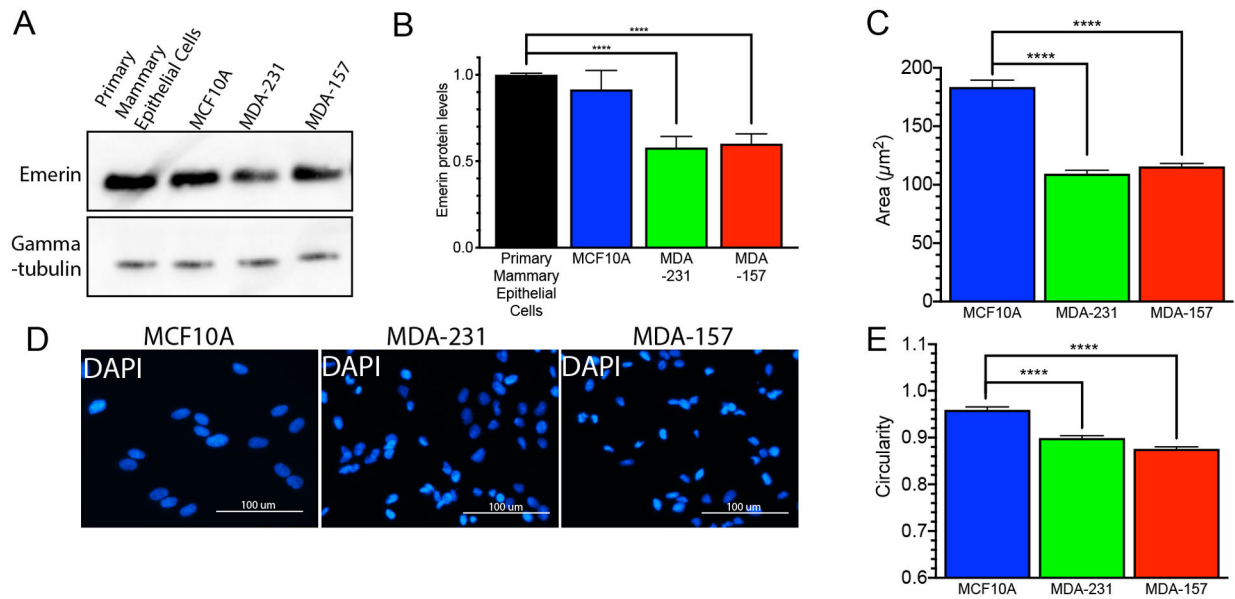 A
Primary
Mammary
Epithelial Cells
MCF10A
MDA-231
MDA-157
Emerin
Gamma
-tubulin
B
****
****
Emerin protein levels
1.0
0.5
0.0
Primary
Mammary
Epithelial
Cells
MCF10A
MDA
-231
MDA
-157
C
****
****
Area (µm2)
200
150
100
50
0
MCF10A
MDA-231
MDA-157
D
MCF10A
MDA-231
MDA-157
DAPI
DAPI
DAPI
100 um
100 um
100 um
E
****
****
Circularity
1.1
1.0
0.9
0.8
0.7
0.6
MCF10A
MDA-231
MDA-157